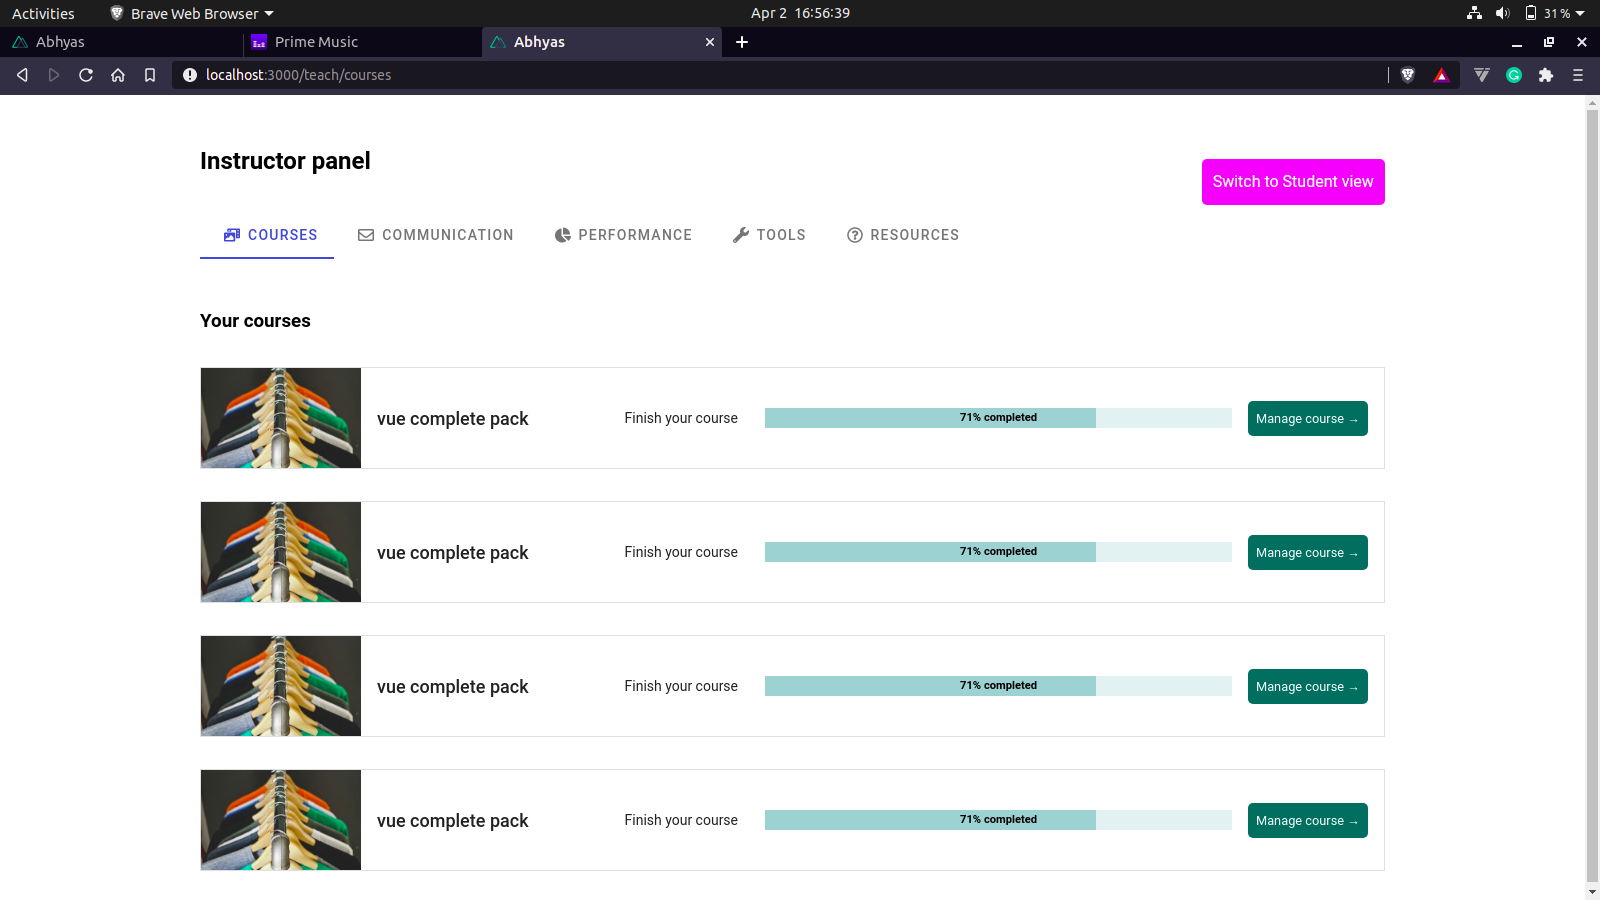 Activities Brave Web Browser Apr 2 16:56:39 31%
Abhyas Prime Music Abhyas
localhost:3000/teach/courses
Instructor panel
Switch to Student view
COURSES COMMUNICATION PERFORMANCE TOOLS RESOURCES
Your courses
vue complete pack Finish your course 71% completed Manage course →
vue complete pack Finish your course 71% completed Manage course →
vue complete pack Finish your course 71% completed Manage course →
vue complete pack Finish your course 71% completed Manage course →